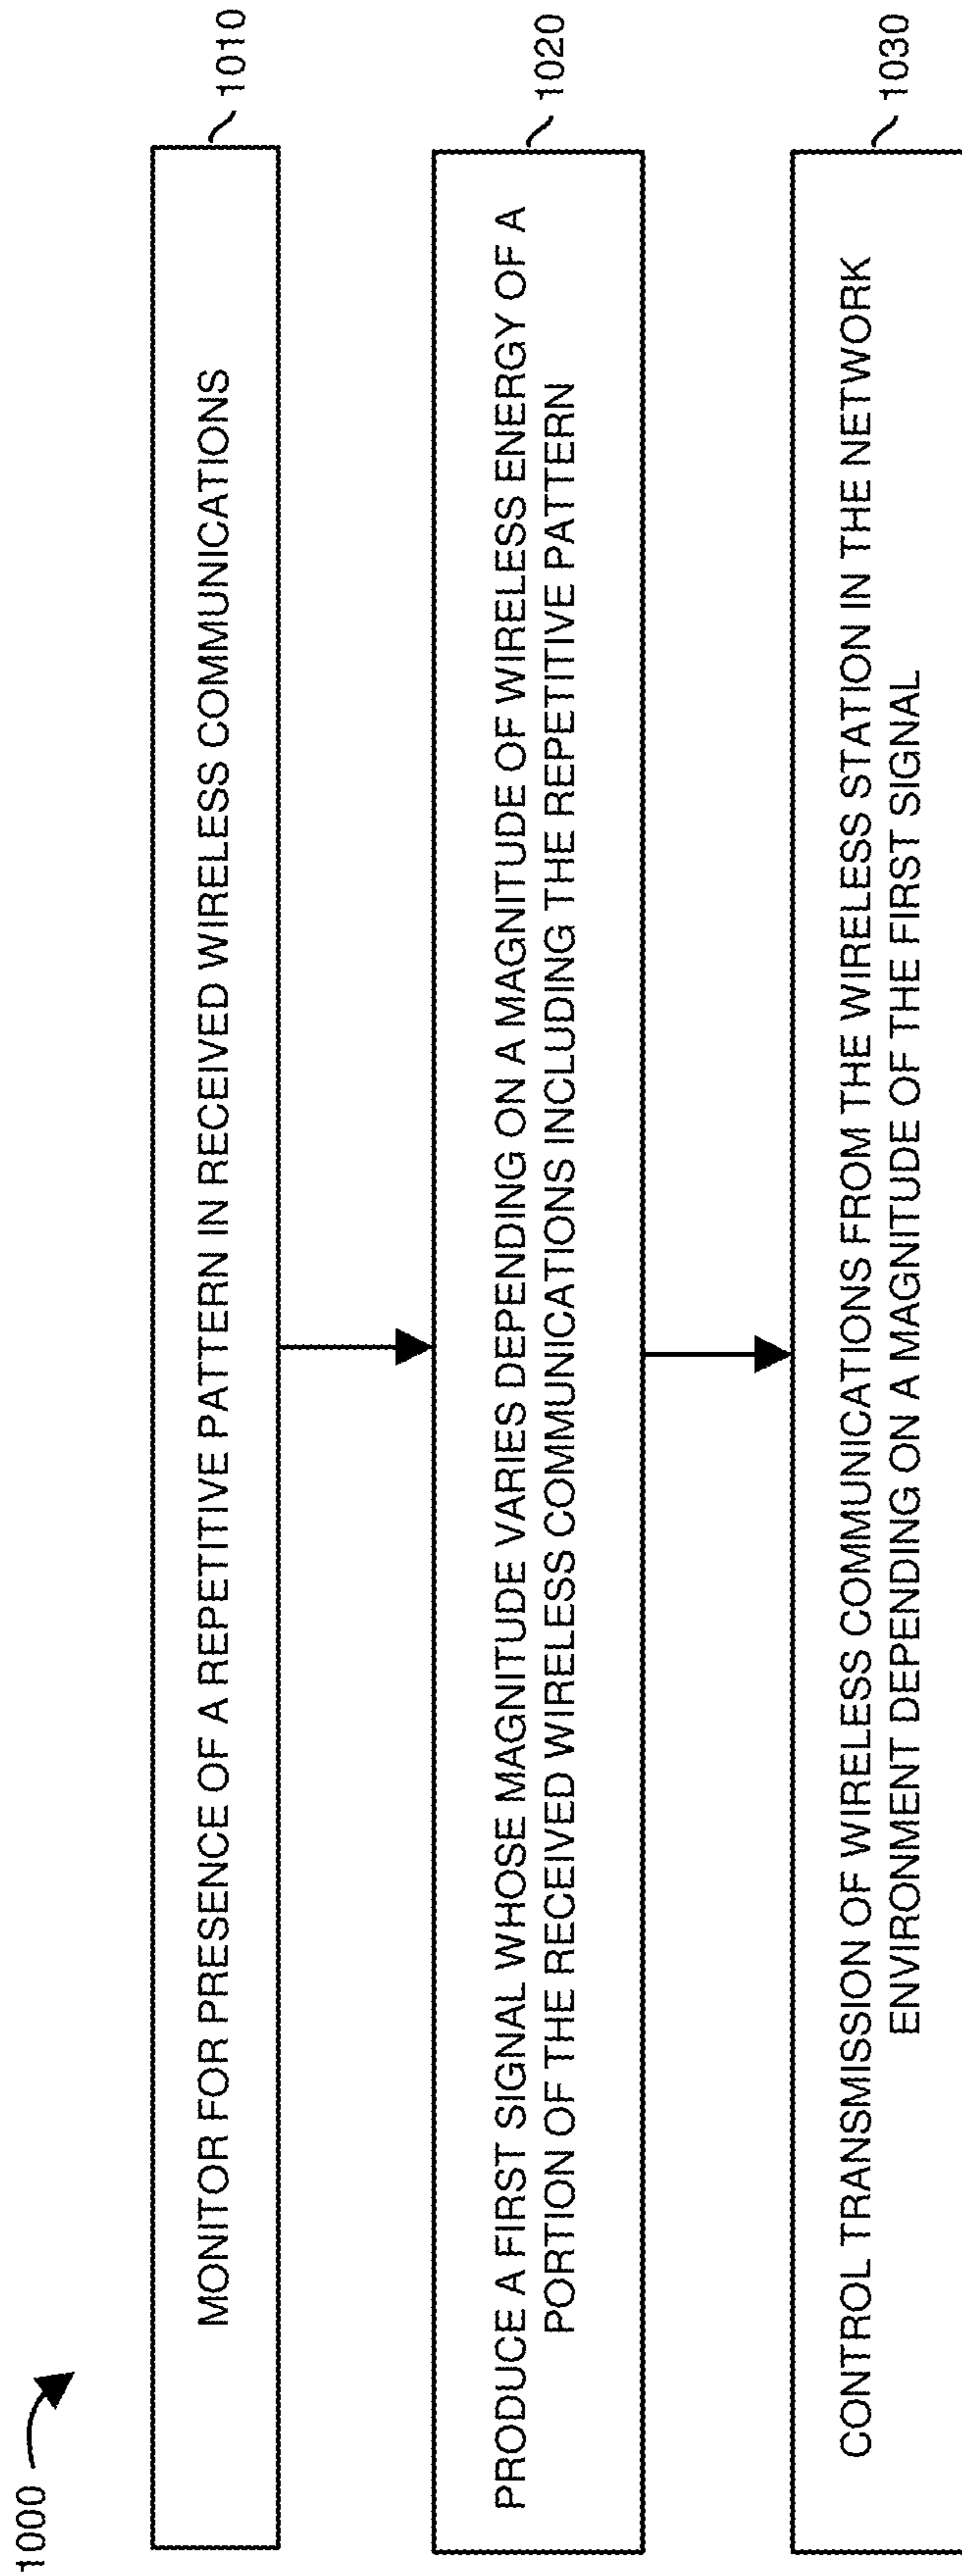 1000
MONITOR FOR PRESENCE OF A REPETITIVE PATTERN IN RECEIVED WIRELESS COMMUNICATIONS
1010
PRODUCE A FIRST SIGNAL WHOSE MAGNITUDE VARIES DEPENDING ON A MAGNITUDE OF WIRELESS ENERGY OF A
PORTION OF THE RECEIVED WIRELESS COMMUNICATIONS INCLUDING THE REPETITIVE PATTERN
1020
CONTROL TRANSMISSION OF WIRELESS COMMUNICATIONS FROM THE WIRELESS STATION IN THE NETWORK
ENVIRONMENT DEPENDING ON A MAGNITUDE OF THE FIRST SIGNAL
1030